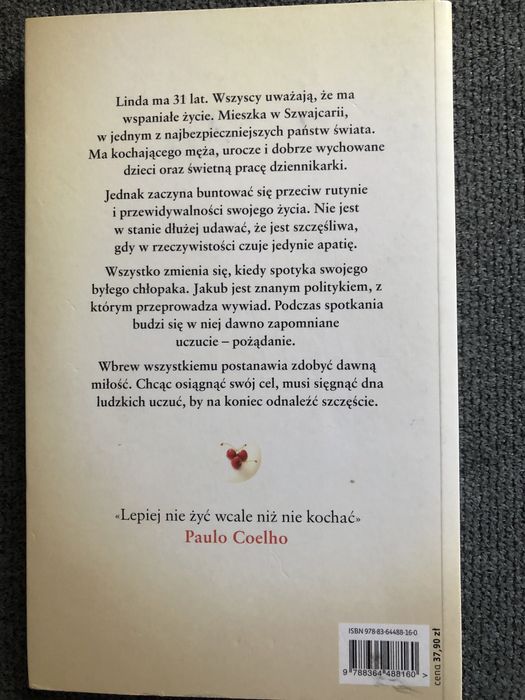 Linda ma 31 lat. Wszyscy uważają, że ma
wspaniałe życie. Mieszka w Szwajcarii,
w jednym z najbezpieczniejszych państw świata.
Ma kochającego męża, urocze i dobrze wychowane
dzieci oraz świetną pracę dziennikarki.
Jednak zaczyna buntować się przeciw rutynie
i przewidywalności swojego życia. Nie jest
w stanie dłużej udawać, że jest szczęśliwa,
gdy w rzeczywistości czuje jedynie apatię.
Wszystko zmienia się, kiedy spotyka swojego
byłego chłopaka. Jakub jest znanym politykiem, z
którym przeprowadza wywiad. Podczas spotkania
budzi się w niej dawno zapomniane
uczucie – pożądanie.
Wbrew wszystkiemu postanawia zdobyć dawną
miłość. Chcąc osiągnąć swój cel, musi sięgnąć dna
ludzkich uczuć, by na koniec odnaleźć szczęście.
«Lepiej nie żyć wcale niż nie kochać»
Paulo Coelho
ISBN 978-83-64488-16-0
9 788364 488160 >
cena 37,90 zł